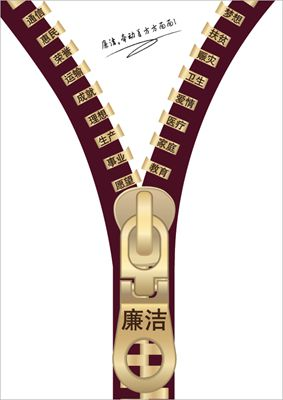 廉洁，牵动着方方面面！
通信
惠民
荣誉
运输
成就
理想
生产
事业
愿望
梦想
扶贫
赈灾
卫生
爱情
医疗
家庭
教育
廉洁